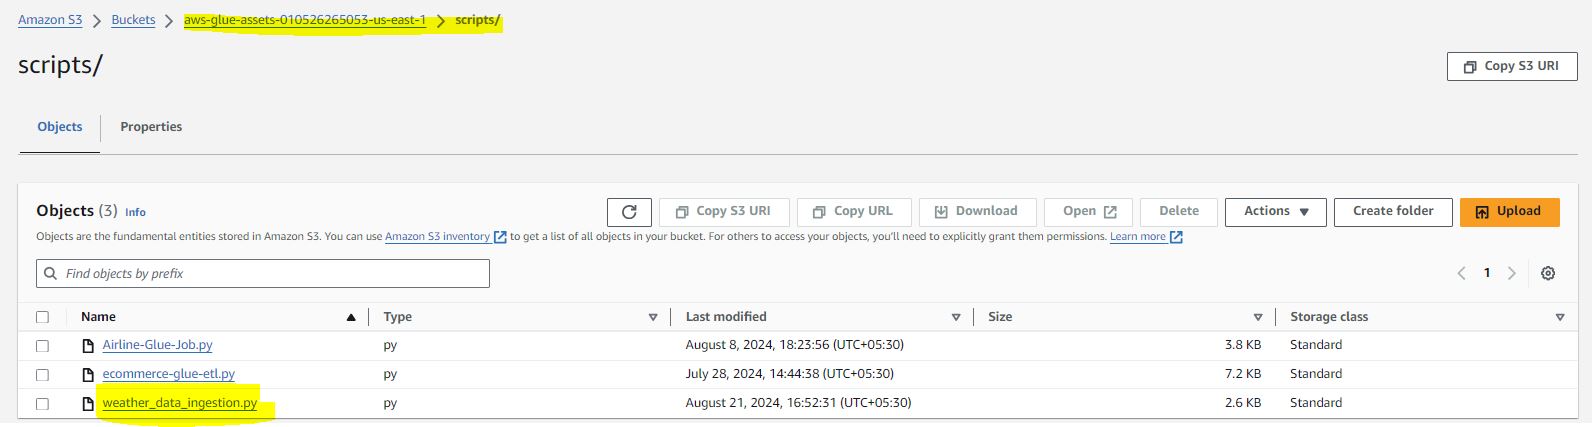 Amazon S3 > Buckets > aws-glue-assets-010526265053-us-east-1 > scripts/
scripts/
Copy S3 URI
Objects Properties
Objects (3) Info
Copy S3 URI Copy URL Download Open Delete Actions Create folder Upload
Objects are the fundamental entities stored in Amazon S3. You can use Amazon S3 inventory to get a list of all objects in your bucket. For others to access your objects, you'll need to explicitly grant them permissions. Learn more
Find objects by prefix
1
Name Type Last modified Size Storage class
Airline-Glue-Job.py py August 8, 2024, 18:23:56 (UTC+05:30) 3.8 KB Standard
ecommerce-glue-etl.py py July 28, 2024, 14:44:38 (UTC+05:30) 7.2 KB Standard
weather_data_ingestion.py py August 21, 2024, 16:52:31 (UTC+05:30) 2.6 KB Standard